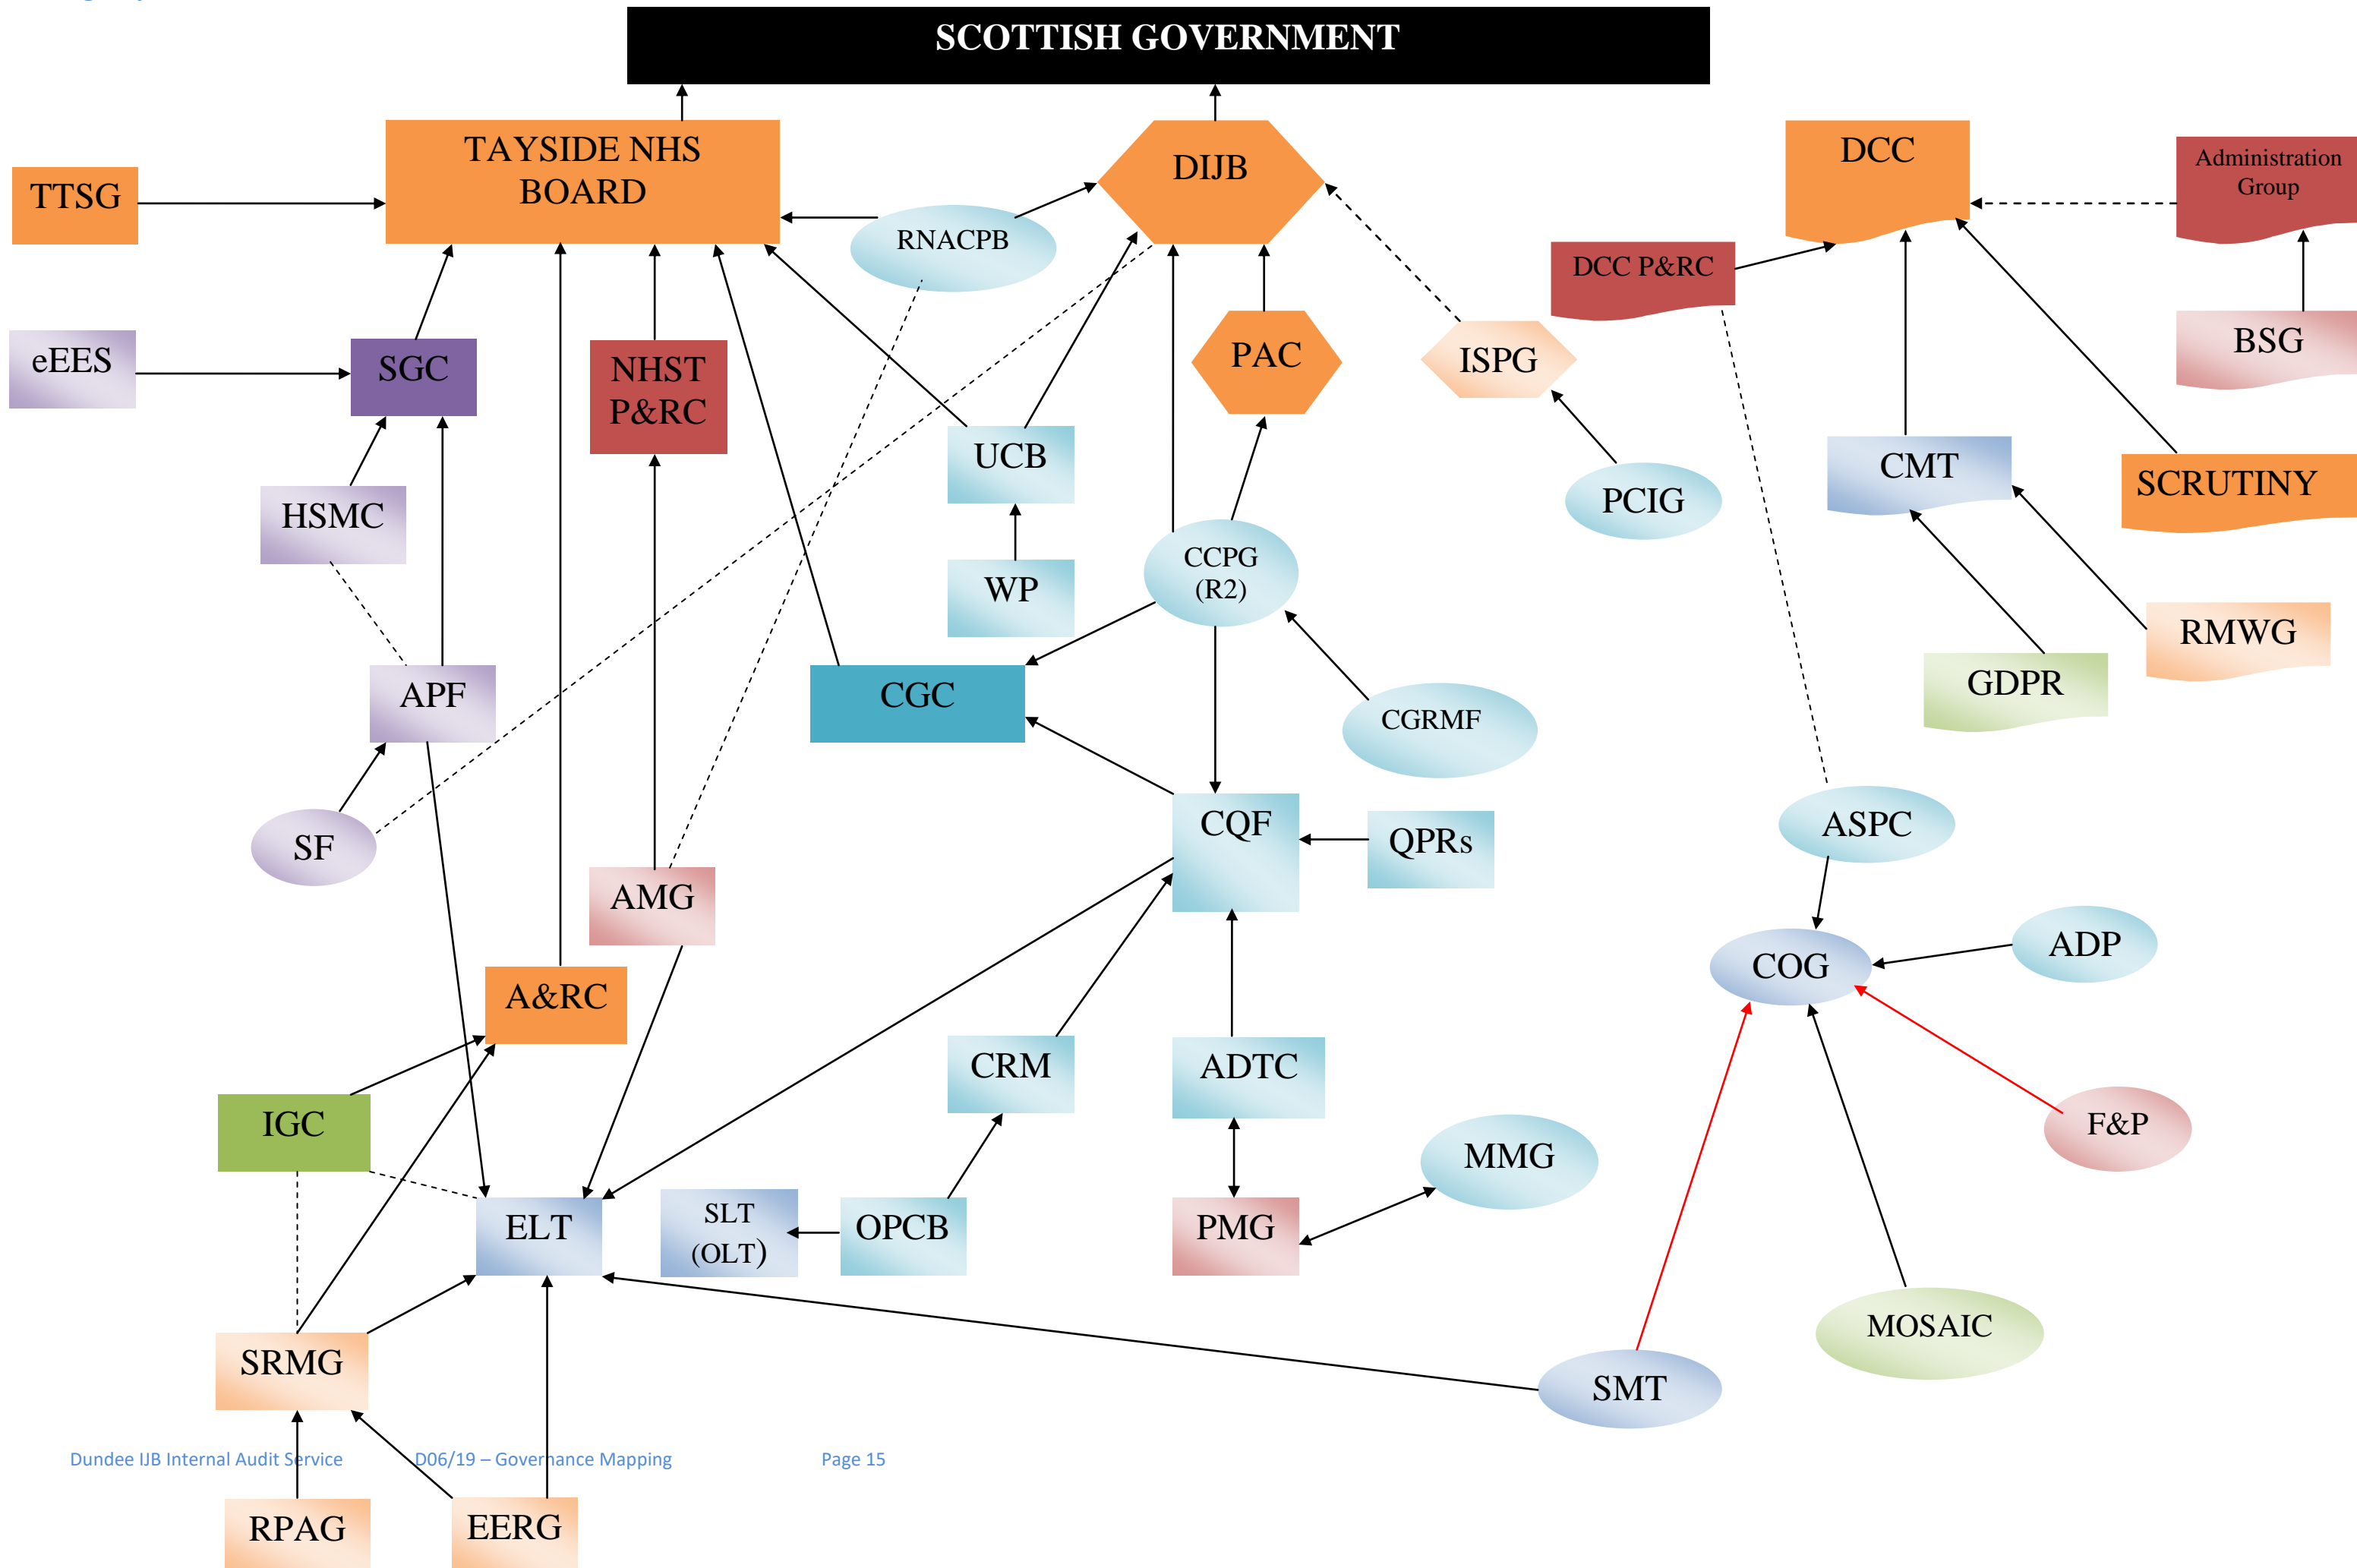 SCOTTISH GOVERNMENT
TAYSIDE NHS
BOARD
DIJB
DCC
Administration
Group
TTSG
RNACPB
DCC P&RC
eEES
SGC
NHST
P&RC
PAC
ISPG
BSG
UCB
CMT
SCRUTINY
HSMC
PCIG
CCPG
(R2)
WP
RMWG
APF
CGC
CGRMF
GDPR
SF
CQF
QPRs
ASPC
AMG
ADP
COG
A&RC
CRM
ADTC
IGC
F&P
MMG
ELT
SLT
(OLT)
OPCB
PMG
MOSAIC
SRMG
SMT
Dundee IJB Internal Audit Service D06/19 – Governance Mapping Page 15
RPAG
EERG